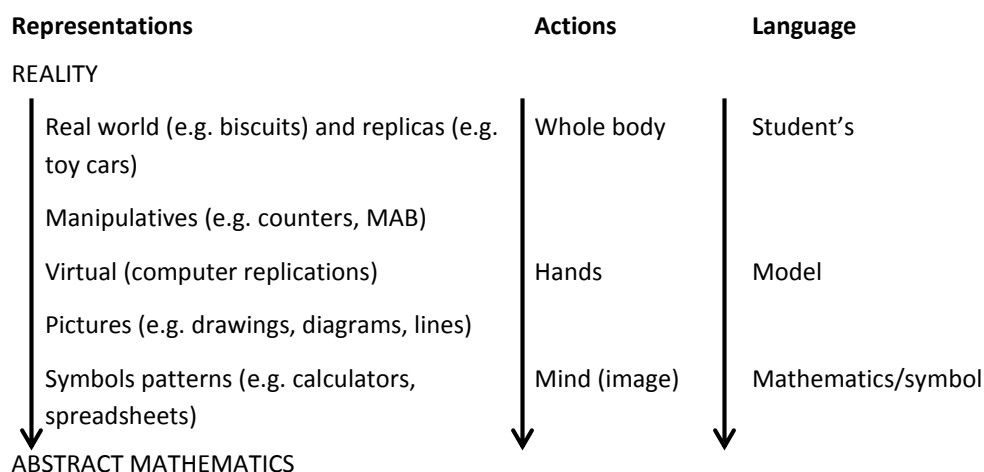 Representations Actions Language
REALITY
Real world (e.g. biscuits) and replicas (e.g. Whole body Student’s
toy cars)
Manipulatives (e.g. counters, MAB)
Virtual (computer replications) Hands Model
Pictures (e.g. drawings, diagrams, lines)
Symbols patterns (e.g. calculators, Mind (image) Mathematics/symbol
spreadsheets)
ABSTRACT MATHEMATICS